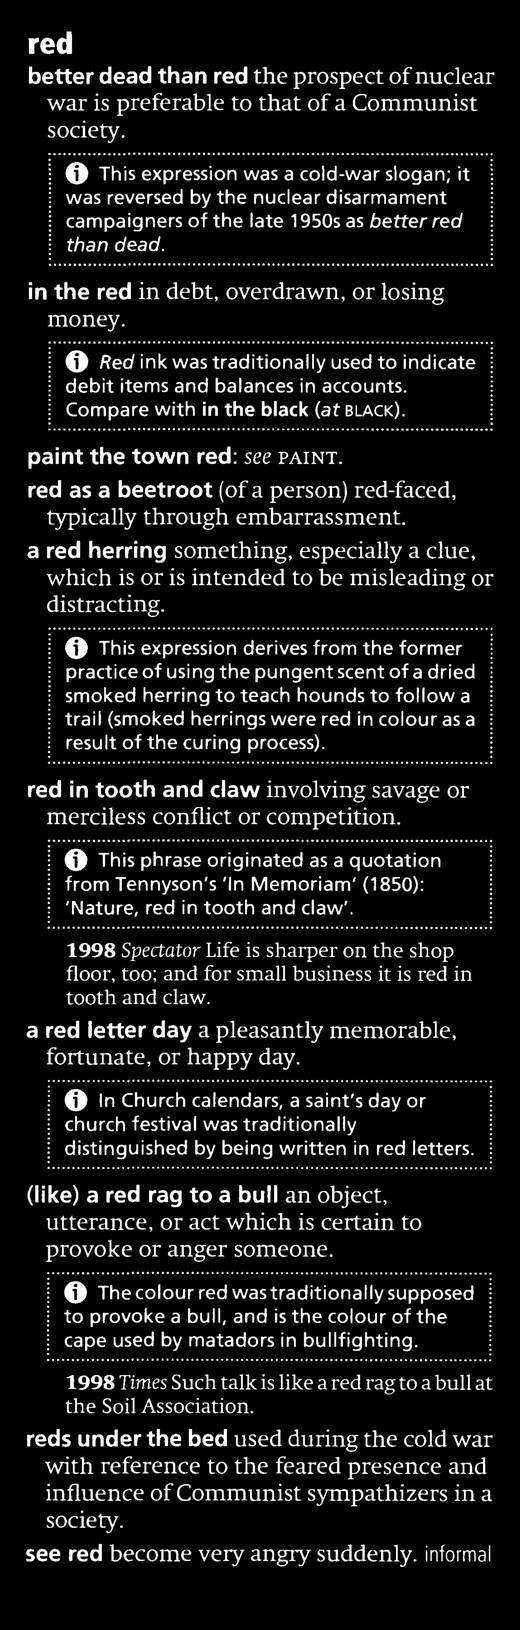 red
better dead than red the prospect of nuclear
war is preferable to that of a Communist
society.
i This expression was a cold-war slogan; it
was reversed by the nuclear disarmament
campaigners of the late 1950s as better red
than dead.
in the red in debt, overdrawn, or losing
money.
i Red ink was traditionally used to indicate
debit items and balances in accounts.
Compare with in the black (at BLACK).
paint the town red: see PAINT.
red as a beetroot (of a person) red-faced,
typically through embarrassment.
a red herring something, especially a clue,
which is or is intended to be misleading or
distracting.
i This expression derives from the former
practice of using the pungent scent of a dried
smoked herring to teach hounds to follow a
trail (smoked herrings were red in colour as a
result of the curing process).
red in tooth and claw involving savage or
merciless conflict or competition.
i This phrase originated as a quotation
from Tennyson's 'In Memoriam' (1850):
'Nature, red in tooth and claw'.
1998 Spectator Life is sharper on the shop
floor, too; and for small business it is red in
tooth and claw.
a red letter day a pleasantly memorable,
fortunate, or happy day.
i In Church calendars, a saint's day or
church festival was traditionally
distinguished by being written in red letters.
(like) a red rag to a bull an object,
utterance, or act which is certain to
provoke or anger someone.
i The colour red was traditionally supposed
to provoke a bull, and is the colour of the
cape used by matadors in bullfighting.
1998 Times Such talk is like a red rag to a bull at
the Soil Association.
reds under the bed used during the cold war
with reference to the feared presence and
influence of Communist sympathizers in a
society.
see red become very angry suddenly. informal